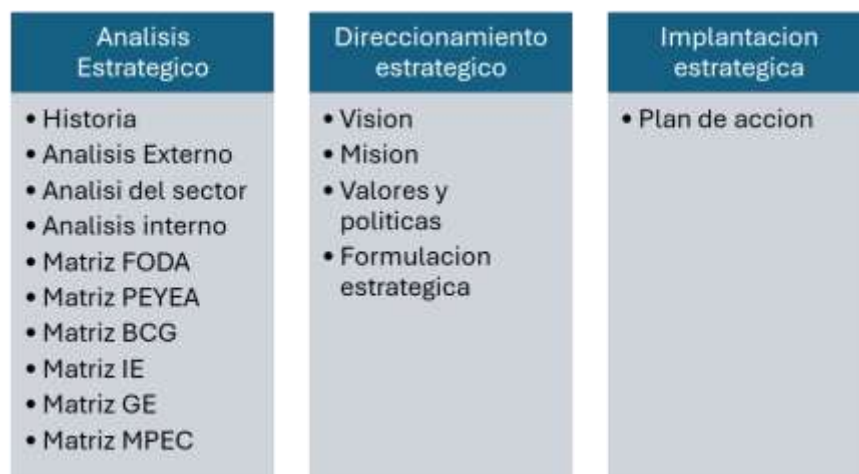 Analisis
Estrategico
• Historia
• Analisis Externo
• Analisi del sector
• Analisis interno
• Matriz FODA
• Matriz PEYEA
• Matriz BCG
• Matriz IE
• Matriz GE
• Matriz MPEC
Direccionamiento
estrategico
• Vision
• Mision
• Valores y
politicas
• Formulacion
estrategica
Implantacion
estrategica
• Plan de accion